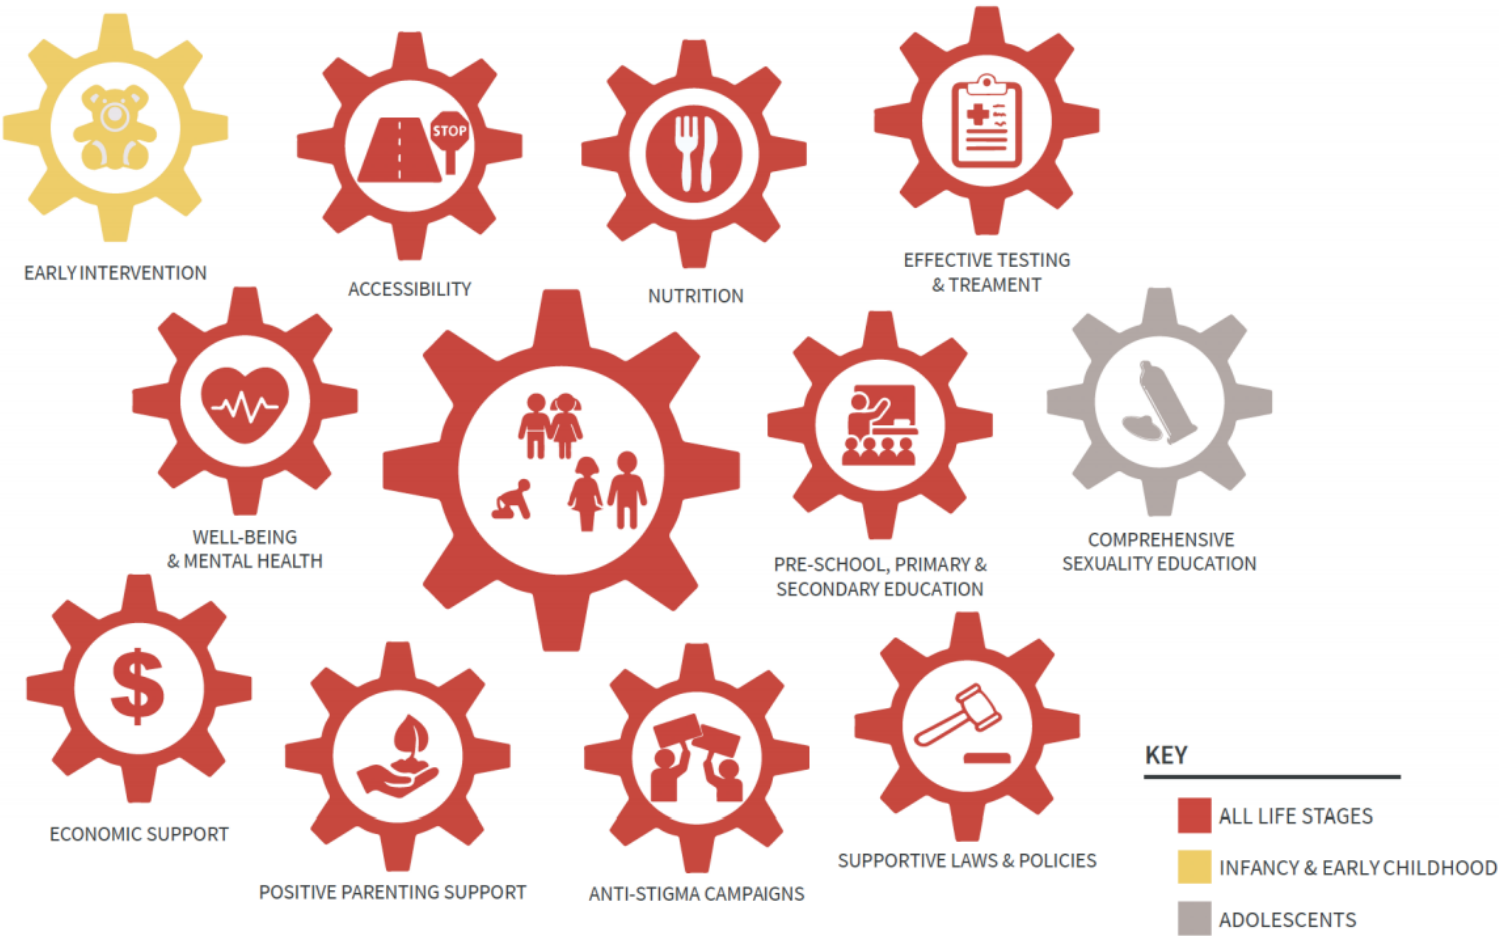 STOP
EARLY INTERVENTION
ACCESSIBILITY
NUTRITION
EFFECTIVE TESTING
& TREAMENT
WELL-BEING
& MENTAL HEALTH
PRE-SCHOOL, PRIMARY &
SECONDARY EDUCATION
COMPREHENSIVE
SEXUALITY EDUCATION
$
ECONOMIC SUPPORT
POSITIVE PARENTING SUPPORT
ANTI-STIGMA CAMPAIGNS
SUPPORTIVE LAWS & POLICIES
KEY
ALL LIFE STAGES
INFANCY & EARLY CHILDHOOD
ADOLESCENTS